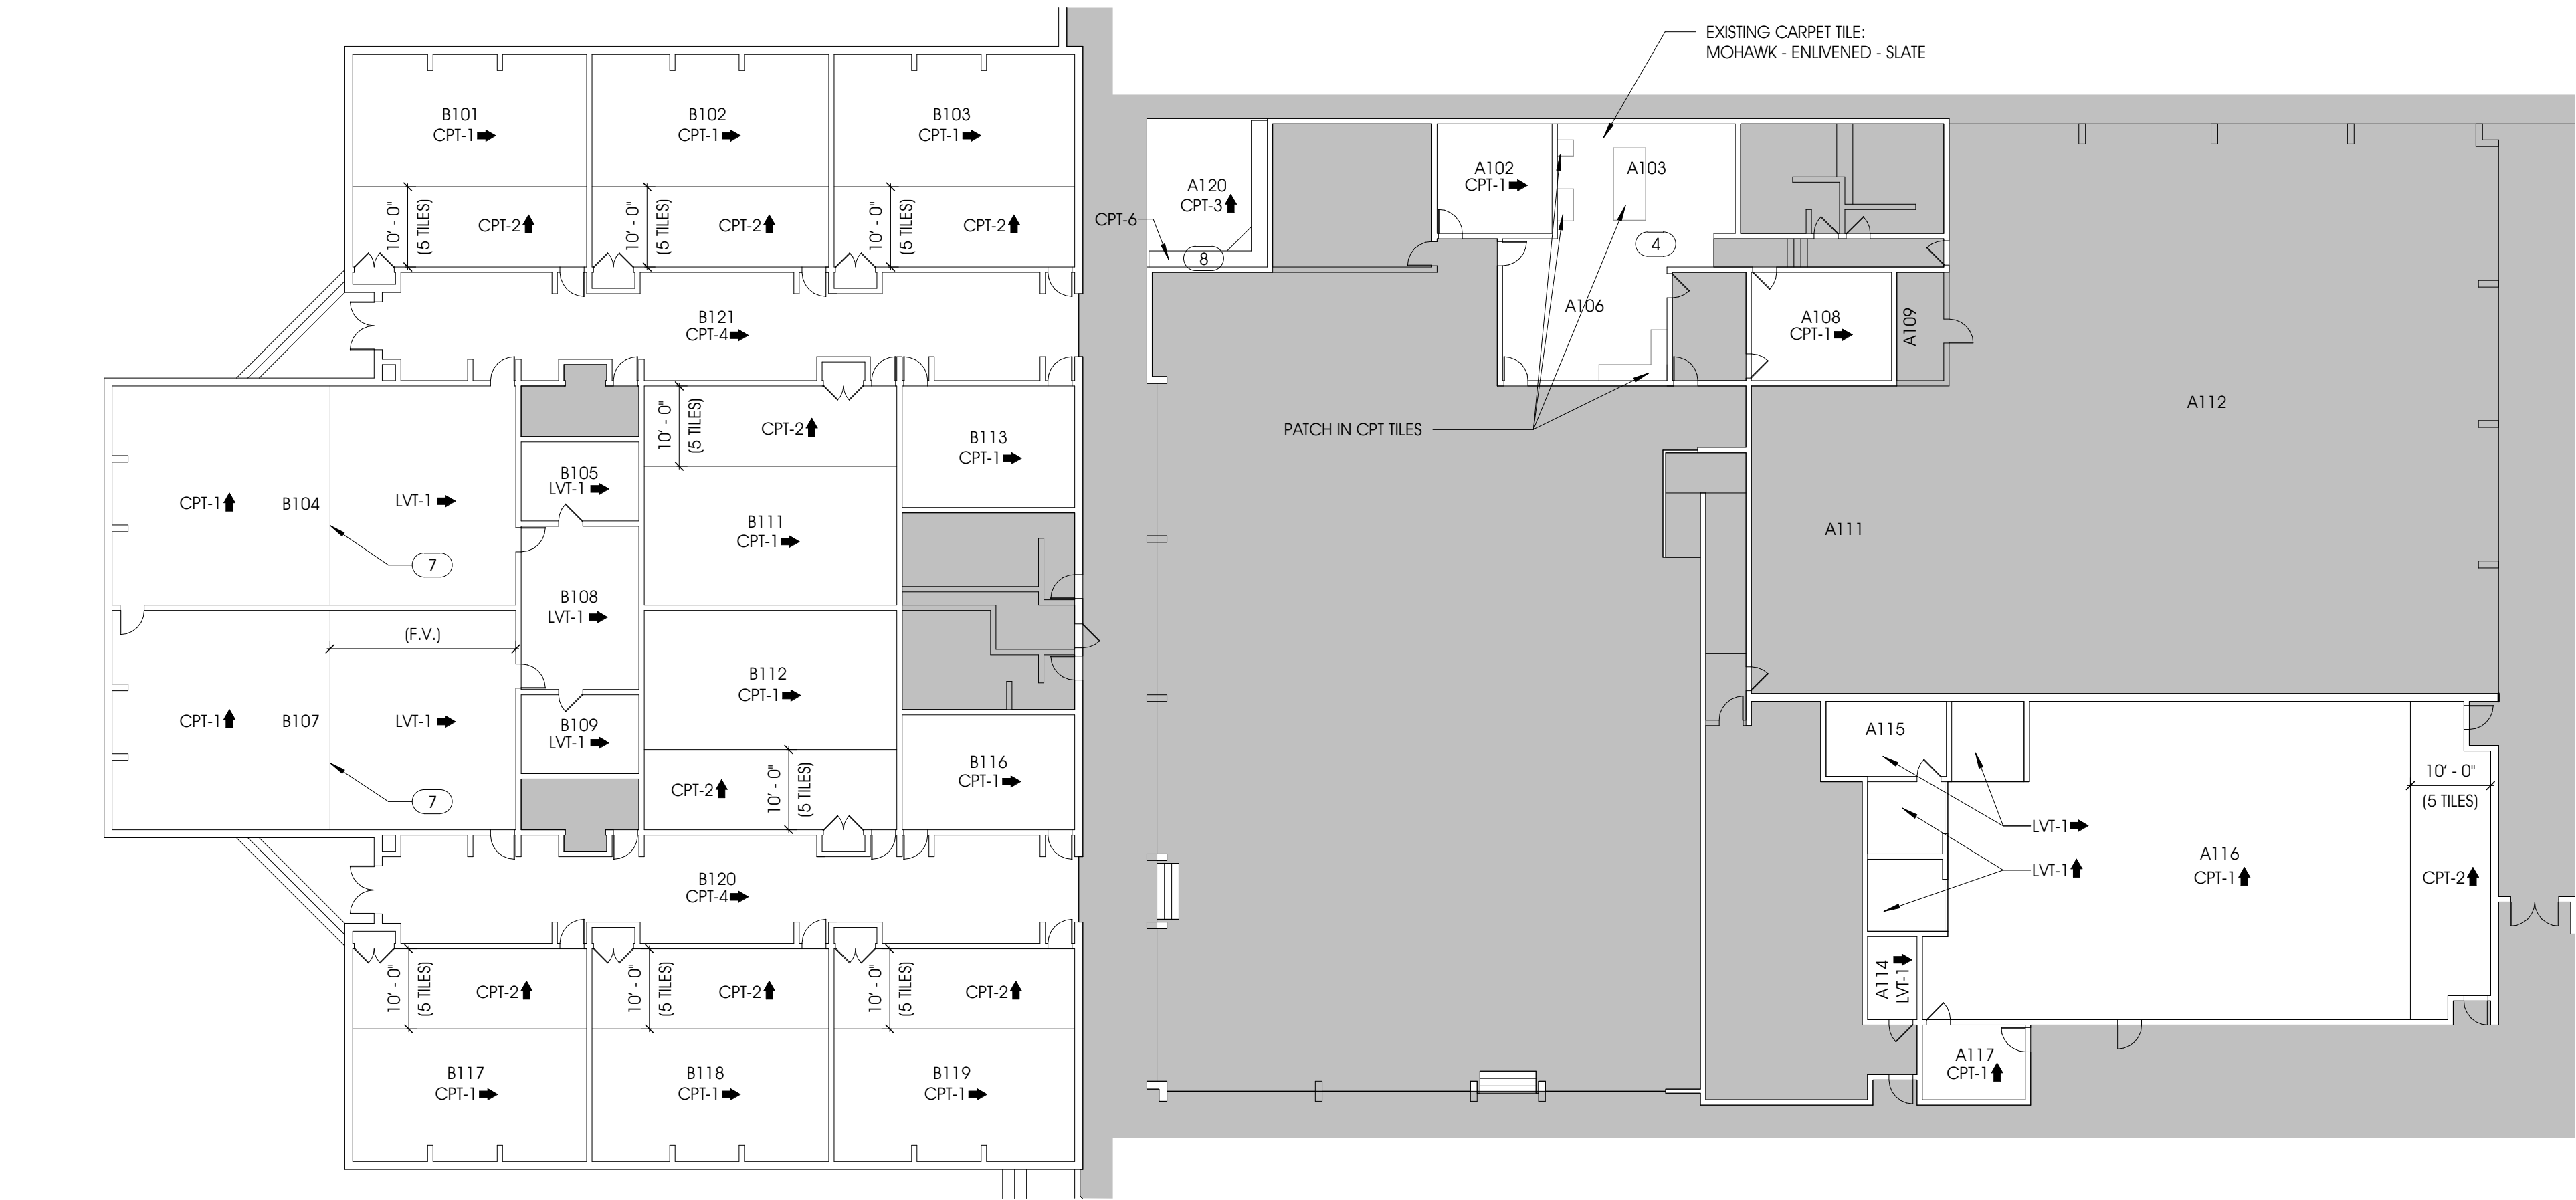 EXISTING CARPET TILE:
MOHAWK - ENLIVENED - SLATE
B101
CPT-1
B102
CPT-1
B103
CPT-1
10' - 0"
(5 TILES)
CPT-2
10' - 0"
(5 TILES)
CPT-2
10' - 0"
(5 TILES)
CPT-2
A120
CPT-3
CPT-6
8
A102
CPT-1
A103
4
A106
A108
CPT-1
A109
A112
B121
CPT-4
PATCH IN CPT TILES
10' - 0"
(5 TILES)
CPT-2
B113
CPT-1
CPT-1
B104
LVT-1
B105
LVT-1
B111
CPT-1
A111
7
B108
LVT-1
(F.V.)
B112
CPT-1
CPT-1
B107
LVT-1
B109
LVT-1
A115
B116
CPT-1
CPT-2
10' - 0"
(5 TILES)
7
10' - 0"
(5 TILES)
LVT-1
LVT-1
A116
CPT-1
CPT-2
B120
CPT-4
10' - 0"
(5 TILES)
CPT-2
10' - 0"
(5 TILES)
CPT-2
10' - 0"
(5 TILES)
CPT-2
A114
LVT-1
B117
CPT-1
B118
CPT-1
B119
CPT-1
A117
CPT-1